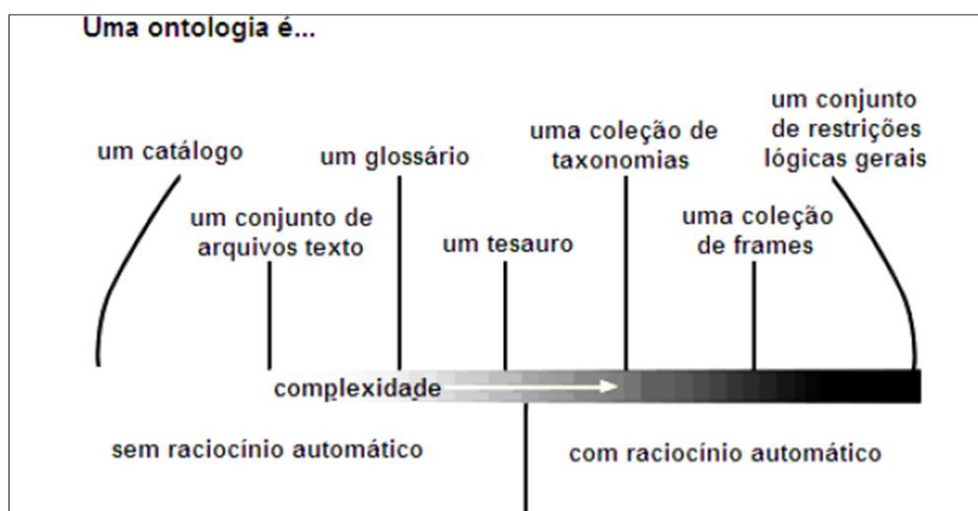 Uma ontologia é...
um catálogo
um conjunto de
arquivos texto
um glossário
um tesauro
uma coleção de
taxonomias
uma coleção
de frames
um conjunto
de restrições
lógicas gerais
complexidade
sem raciocínio automático
com raciocínio automático